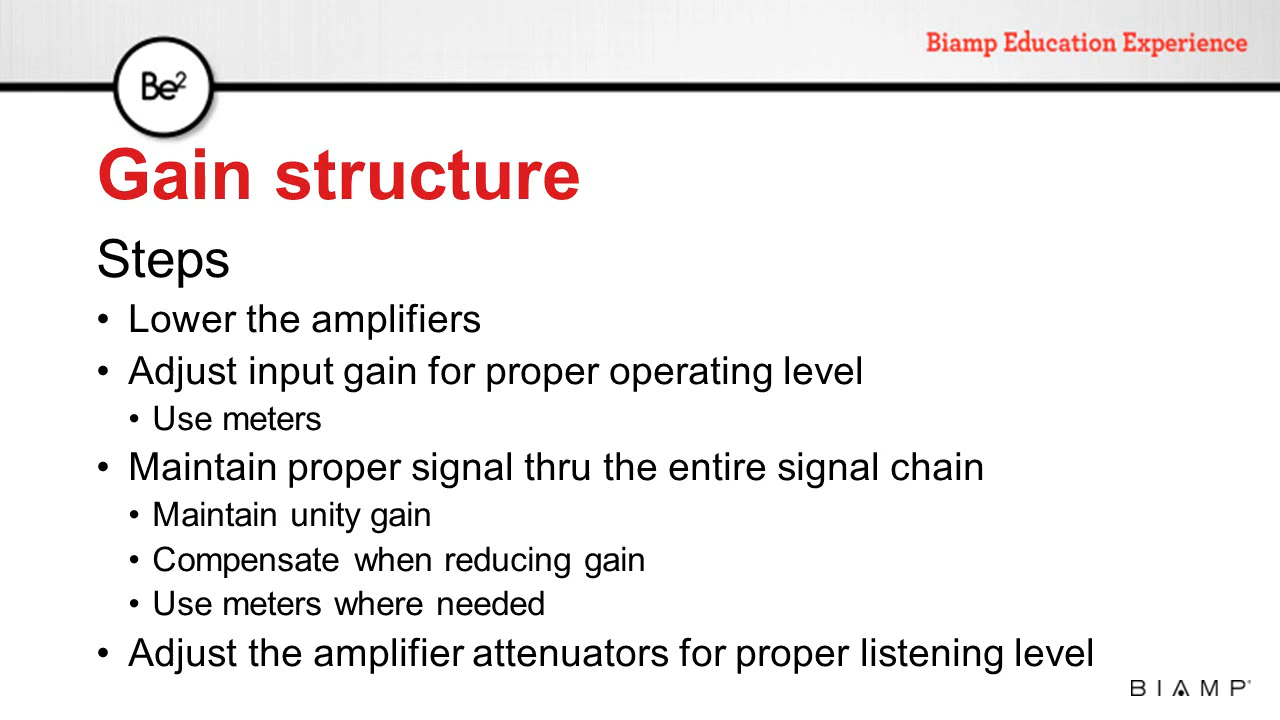 Biamp Education Experience
Be²
Gain structure
Steps
• Lower the amplifiers
• Adjust input gain for proper operating level
• Use meters
• Maintain proper signal thru the entire signal chain
• Maintain unity gain
• Compensate when reducing gain
• Use meters where needed
• Adjust the amplifier attenuators for proper listening level
BIAMP®